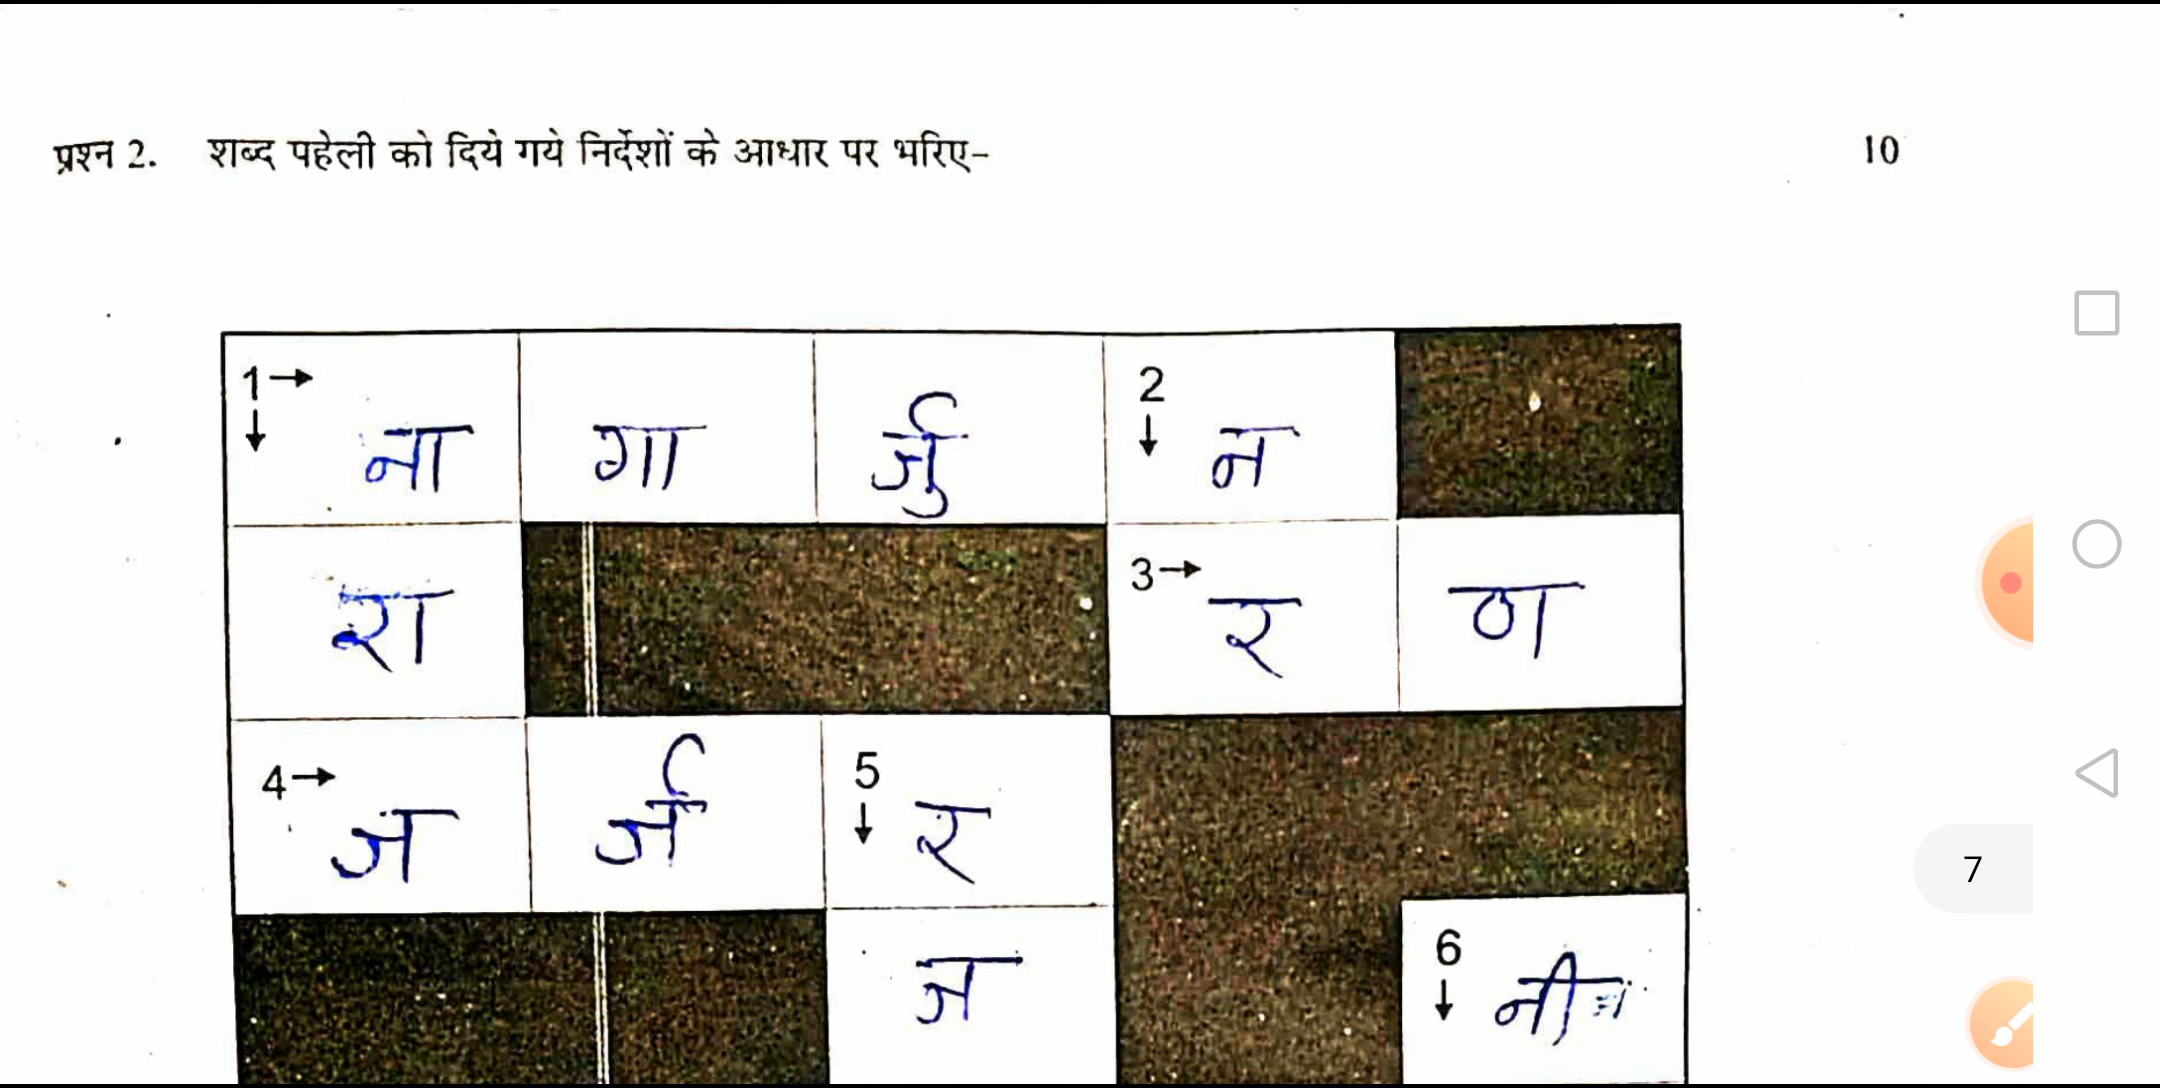 प्रश्न 2. शब्द पहेली को दिये गये निर्देशों के आधार पर भरिए- 10
1→ ↓ ना गा र्जु 2 ↓ न
रा 3→ र ण
4→ ज र्ज 5 ↓ र
7
ज 6 ↓ नी